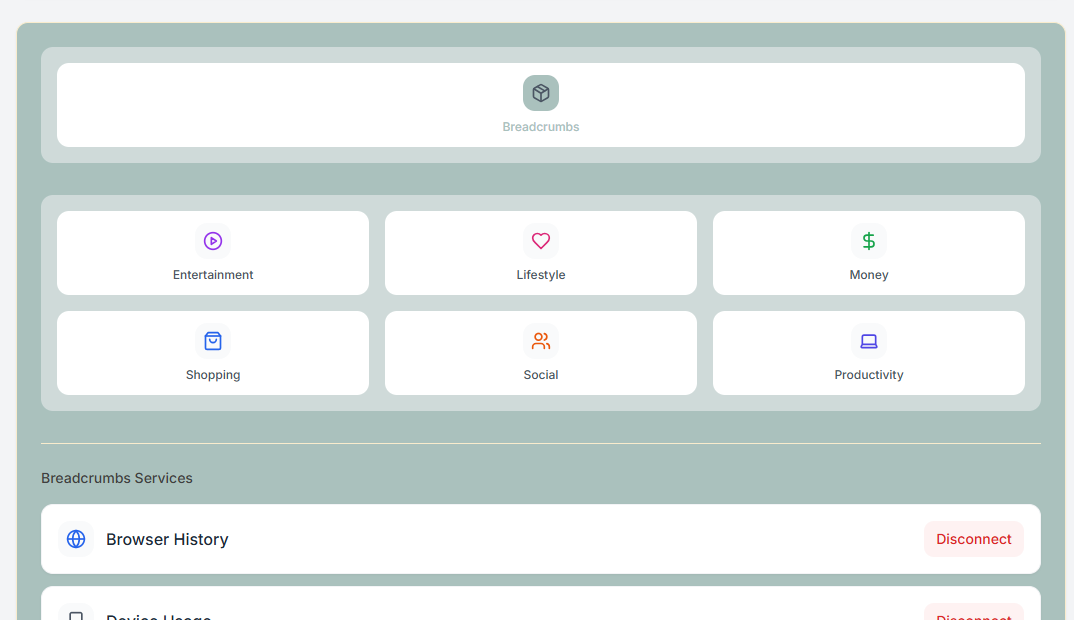 Breadcrumbs
Entertainment
Lifestyle
Money
Shopping
Social
Productivity
Breadcrumbs Services
Browser History
Disconnect
Device Usage
Disconnect